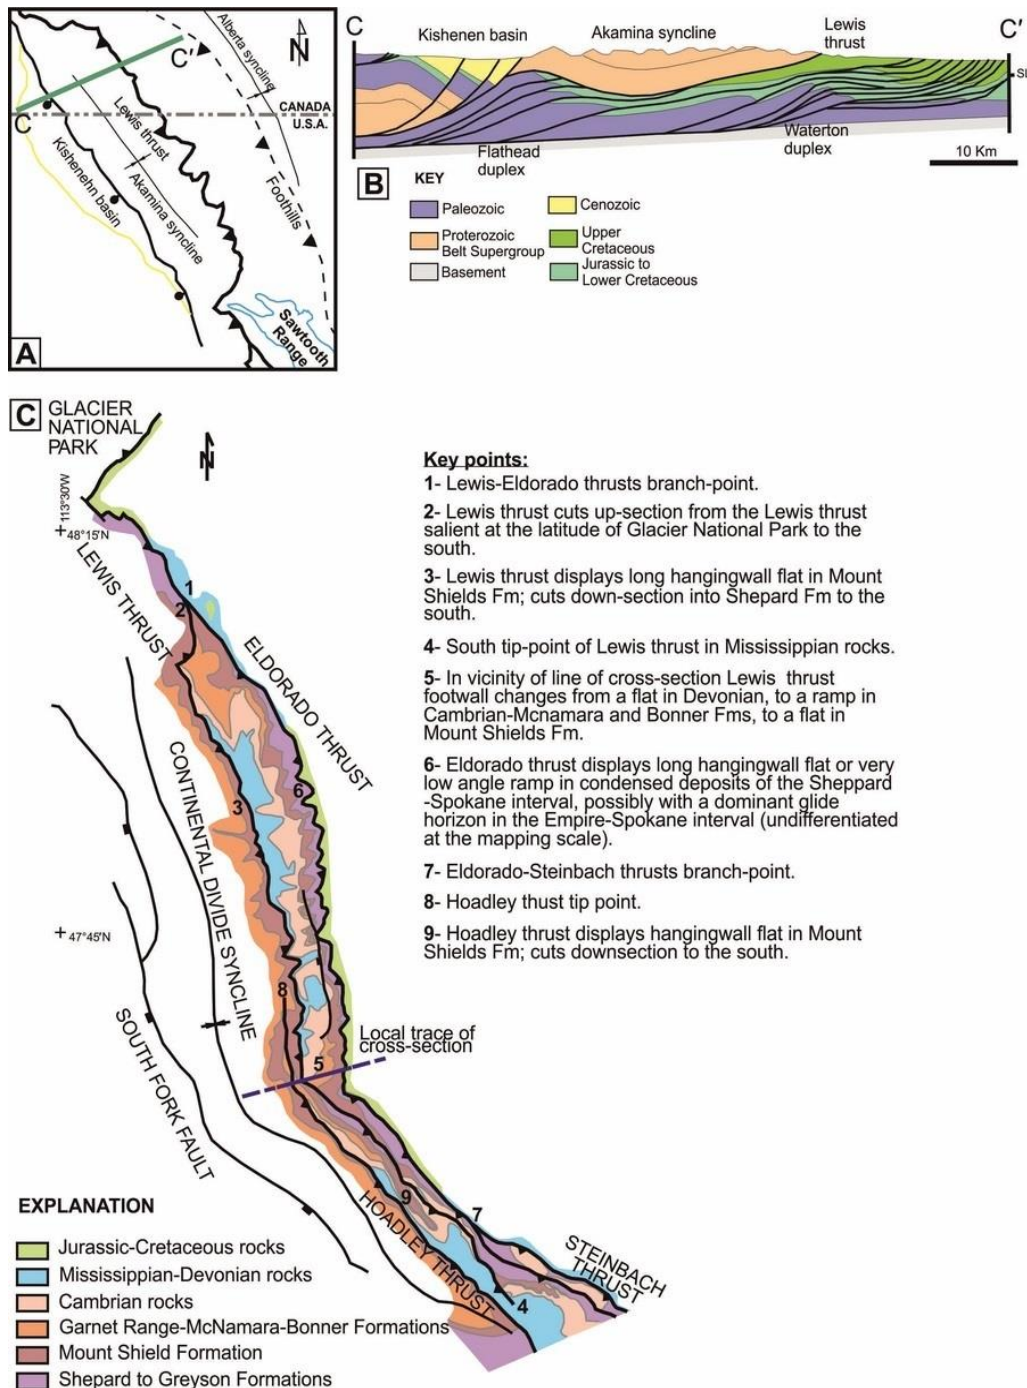 A
N
Alberta syncline
C'
CANADA
U.S.A.
C
Lewis thrust
Kishenehn basin
Akamina syncline
Foothills
Sawtooth
Range
B
C
Kishenen basin
Akamina syncline
Lewis
thrust
C'
Flathead
duplex
Waterton
duplex
10 Km
KEY
Paleozoic
Cenozoic
Proterozoic
Belt Supergroup
Upper
Cretaceous
Basement
Jurassic to
Lower Cretaceous
C
GLACIER
NATIONAL
PARK
N
113°30'W
48°15'N
LEWIS THRUST
1
2
ELDORADO THRUST
CONTINENTAL DIVIDE SYNCLINE
3
6
47°45'N
8
SOUTH FORK FAULT
5
Local trace of
cross-section
9
HOADLEY THRUST
7
STEINBACH
THRUST
4
Key points:
1- Lewis-Eldorado thrusts branch-point.
2- Lewis thrust cuts up-section from the Lewis thrust
salient at the latitude of Glacier National Park to the
south.
3- Lewis thrust displays long hangingwall flat in Mount
Shields Fm; cuts down-section into Shepard Fm to the
south.
4- South tip-point of Lewis thrust in Mississippian rocks.
5- In vicinity of line of cross-section Lewis thrust
footwall changes from a flat in Devonian, to a ramp in
Cambrian-Mcnamara and Bonner Fms, to a flat in
Mount Shields Fm.
6- Eldorado thrust displays long hangingwall flat or very
low angle ramp in condensed deposits of the Sheppard
-Spokane interval, possibly with a dominant glide
horizon in the Empire-Spokane interval (undifferentiated
at the mapping scale).
7- Eldorado-Steinbach thrusts branch-point.
8- Hoadley thust tip point.
9- Hoadley thrust displays hangingwall flat in Mount
Shields Fm; cuts downsection to the south.
EXPLANATION
Jurassic-Cretaceous rocks
Mississippian-Devonian rocks
Cambrian rocks
Garnet Range-McNamara-Bonner Formations
Mount Shield Formation
Shepard to Greyson Formations